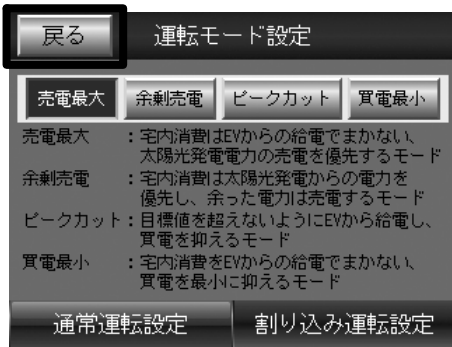 戻る 運転モード設定
売電最大 余剰売電 ピークカット 買電最小
売電最大 :宅内消費はEVからの給電でまかない、
太陽光発電電力の売電を優先するモード
余剰売電 :宅内消費は太陽光発電からの電力を
優先し、余った電力は売電するモード
ピークカット:目標値を超えないようにEVから給電し、
買電を抑えるモード
買電最小 :宅内消費をEVからの給電でまかない、
買電を最小に抑えるモード
通常運転設定 割り込み運転設定